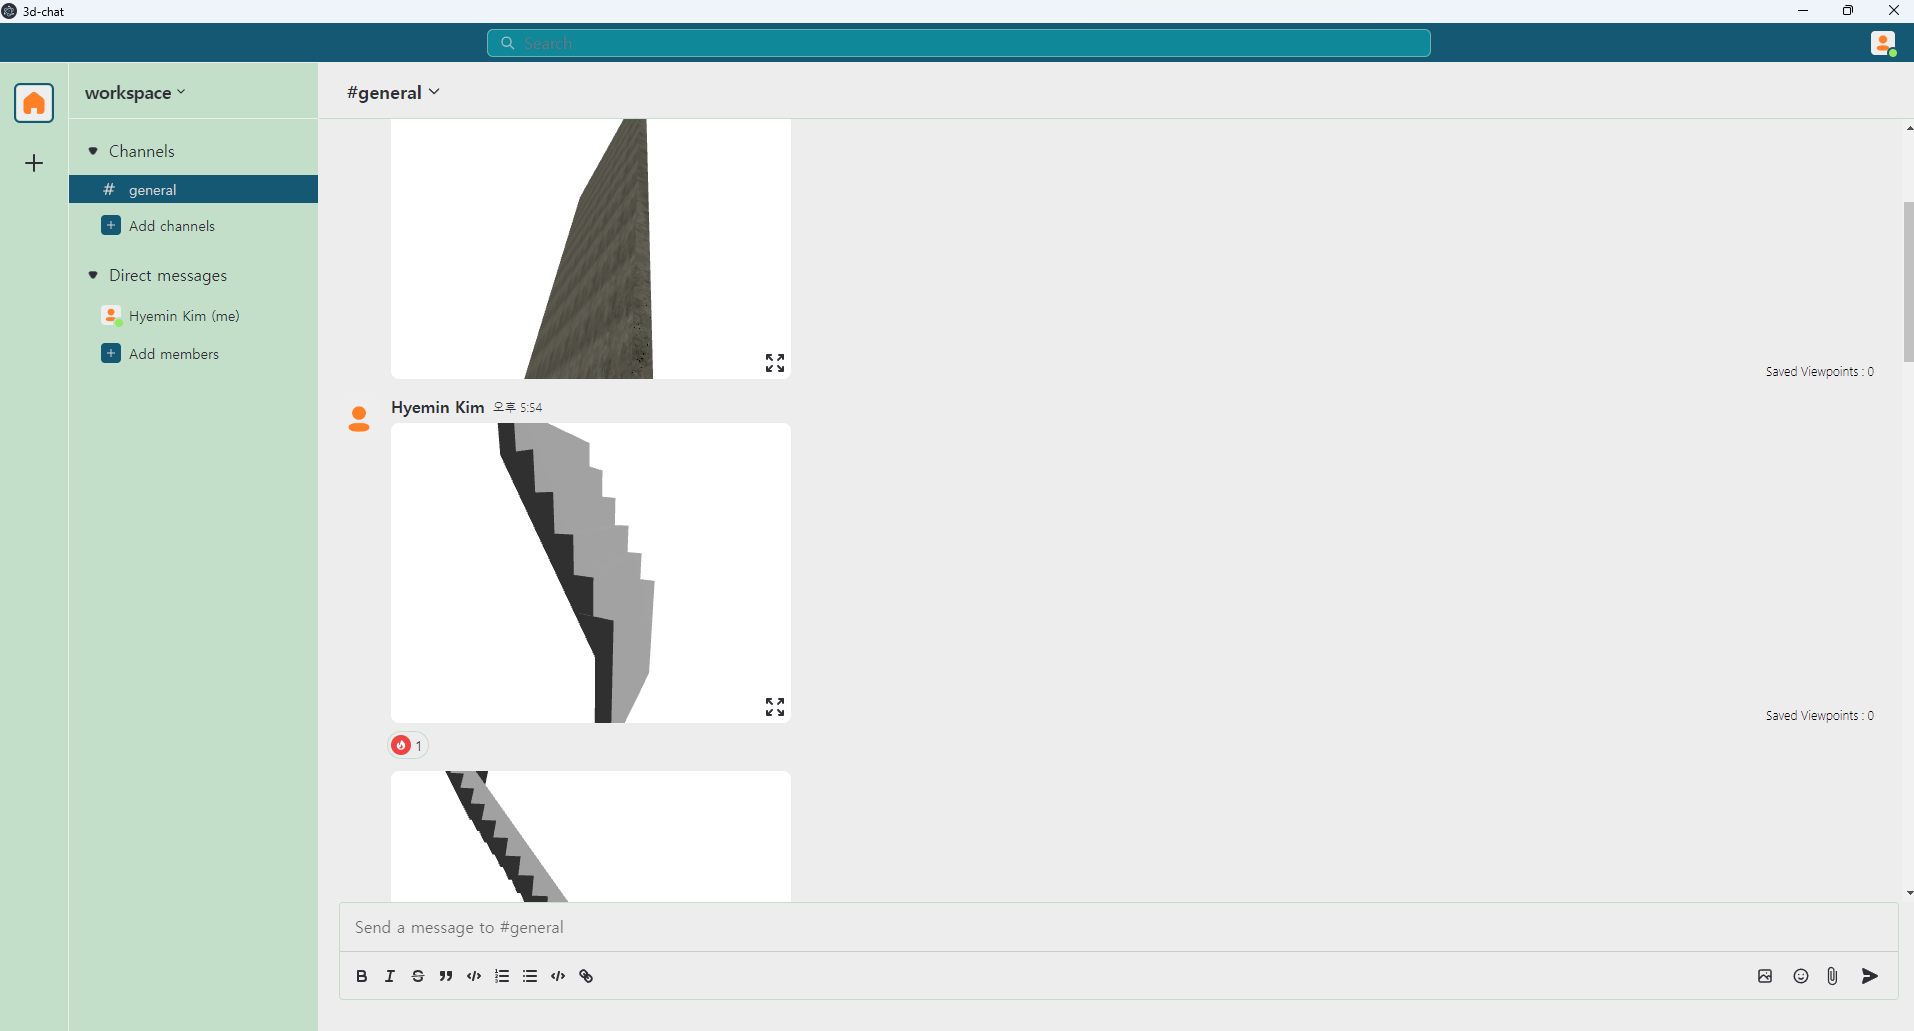 3d-chat
Search
workspace
#general
Channels
# general
+ Add channels
Direct messages
Hyemin Kim (me)
+ Add members
Saved Viewpoints : 0
Hyemin Kim 오후 5:54
Saved Viewpoints : 0
1
Send a message to #general